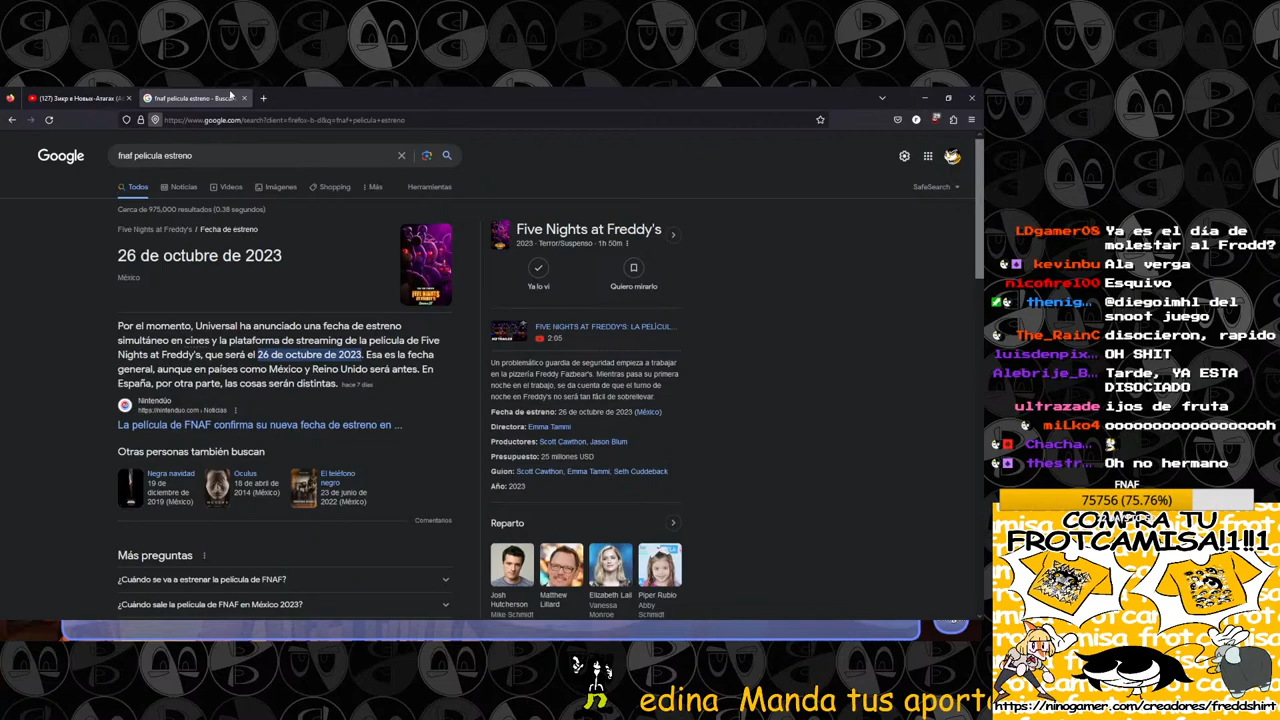 (127) Зикр в Новых-Атагах (А
fnaf pelicula estreno - Busc
https://www.google.com/search?client=firefox-b-d&q=fnaf+pelicula+estreno
Google
fnaf pelicula estreno
Todos
Noticias
Videos
Imágenes
Shopping
Más
Herramientas
SafeSearch
Cerca de 975,000 resultados (0.38 segundos)
Five Nights at Freddy's / Fecha de estreno
26 de octubre de 2023
México
FIVE NIGHTS
AT FREDDY'S
Por el momento, Universal ha anunciado una fecha de estreno
simultáneo en cines y la plataforma de streaming de la película de Five
Nights at Freddy's, que será el 26 de octubre de 2023. Esa es la fecha
general, aunque en países como México y Reino Unido será antes. En
España, por otra parte, las cosas serán distintas. hace 7 días
Nintendúo
https://nintenduo.com › Noticias
La película de FNAF confirma su nueva fecha de estreno en ...
Otras personas también buscan
Negra navidad
19 de
diciembre de
2019 (México)
Oculus
18 de abril de
2014 (México)
El teléfono
negro
23 de junio de
2022 (México)
Comentarios
Más preguntas
¿Cuándo se va a estrenar la película de FNAF?
¿Cuándo sale la película de FNAF en México 2023?
Five Nights at Freddy's
2023 ‧ Terror/Suspenso ‧ 1h 50m
Ya lo vi
Quiero mirarlo
FIVE NIGHTS AT FREDDY'S: LA PELÍCUL...
2:05
Un problemático guardia de seguridad empieza a trabajar
en la pizzería Freddy Fazbear's. Mientras pasa su primera
noche en el trabajo, se da cuenta de que el turno de
noche en Freddy's no será tan fácil de sobrellevar.
Fecha de estreno: 26 de octubre de 2023 (México)
Directora: Emma Tammi
Productores: Scott Cawthon, Jason Blum
Presupuesto: 25 millones USD
Guion: Scott Cawthon, Emma Tammi, Seth Cuddeback
Año: 2023
Reparto
Josh
Hutcherson
Mike Schmidt
Matthew
Lillard
Elizabeth Lail
Vanessa
Monroe
Piper Rubio
Abby
Schmidt
LDgamer08 Ya es el día de
molestar al Frodd?
kevinbu Ala verga
nicofire100 Esquivo
thenig... @diegoimhl del
snoot juego
The_RainC disocieron, rapido
luisdenpix... OH SHIT
Alebrije_B... Tarde, YA ESTA
DISOCIADO
ultrazade ijos de fruta
miLko4 oooooooooooooooooh
Chacha...
thestr... Oh no hermano
FNAF
75756 (75.76%)
COMPRA TU
FROTCAMISA!1!!1
https://ninogamer.com/creadores/freddshirt
edina Manda tus aport